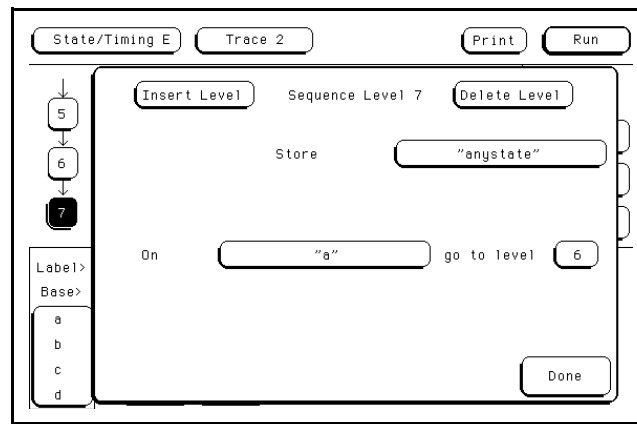 State/Timing E Trace 2 Print Run
Insert Level Sequence Level 7 Delete Level
5
Store "anystate"
6
7
On "a" go to level 6
Label>
Base>
a
b
c
d
Done